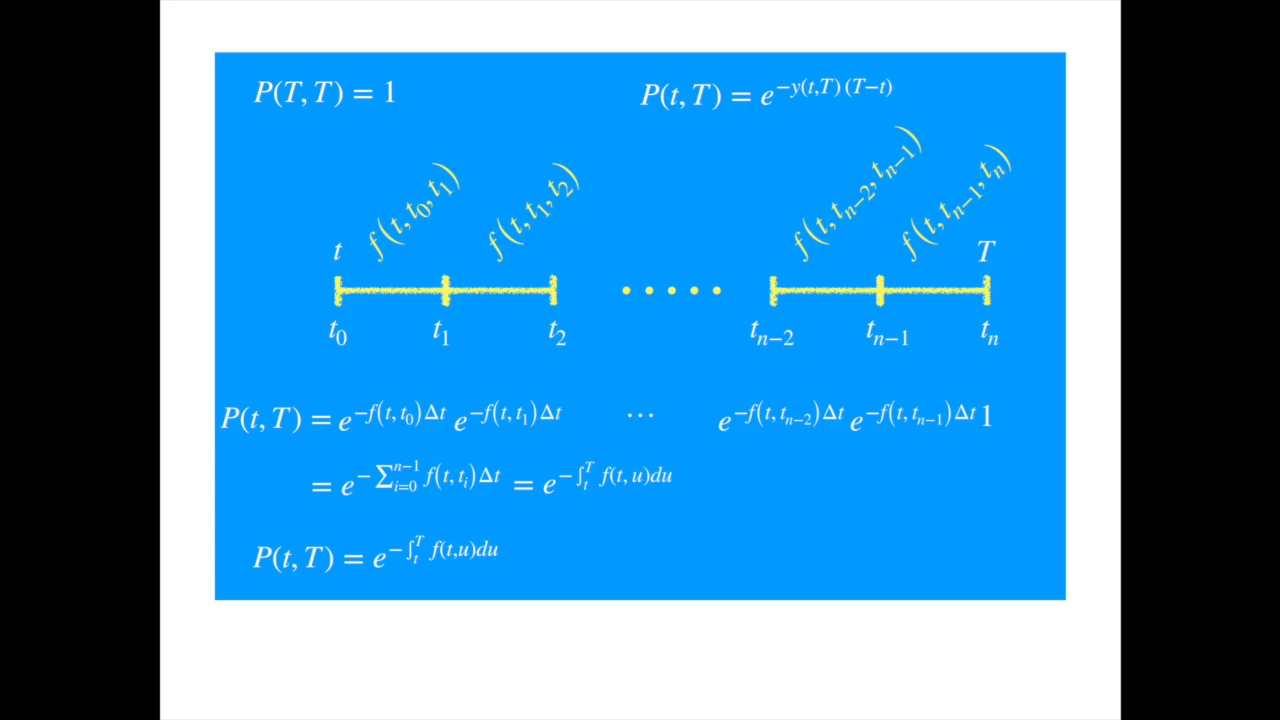 P(T, T) = 1
P(t, T) = e^{−y(t,T) (T−t)}
f(t, t_0, t_1) f(t, t_1, t_2) f(t, t_{n−2}, t_{n−1}) f(t, t_{n−1}, t_n)
t T
t_0 t_1 t_2 t_{n−2} t_{n−1} t_n
P(t, T) = e^{−f(t, t_0) Δt} e^{−f(t, t_1) Δt} ⋯ e^{−f(t, t_{n−2}) Δt} e^{−f(t, t_{n−1}) Δt} 1
= e^{−∑_{i=0}^{n−1} f(t, t_i) Δt} = e^{−∫_t^T f(t, u)du}
P(t, T) = e^{−∫_t^T f(t,u)du}